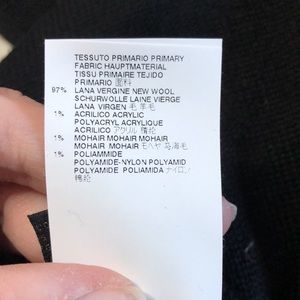 TESSUTO PRIMARIO PRIMARY
FABRIC HAUPTMATERIAL
TISSU PRIMAIRE TEJIDO
PRIMARIO 面料
97% LANA VERGINE NEW WOOL
SCHURWOLLE LAINE VIERGE
LANA VIRGEN 毛 羊毛
1% ACRILICO ACRYLIC
POLYACRYL ACRYLIQUE
ACRILICO アクリル 腈纶
1% MOHAIR MOHAIR MOHAIR
MOHAIR MOHAIR モヘヤ 马海毛
1% POLIAMMIDE
POLYAMIDE-NYLON POLYAMID
POLYAMIDE POLIAMIDA ナイロン
锦纶